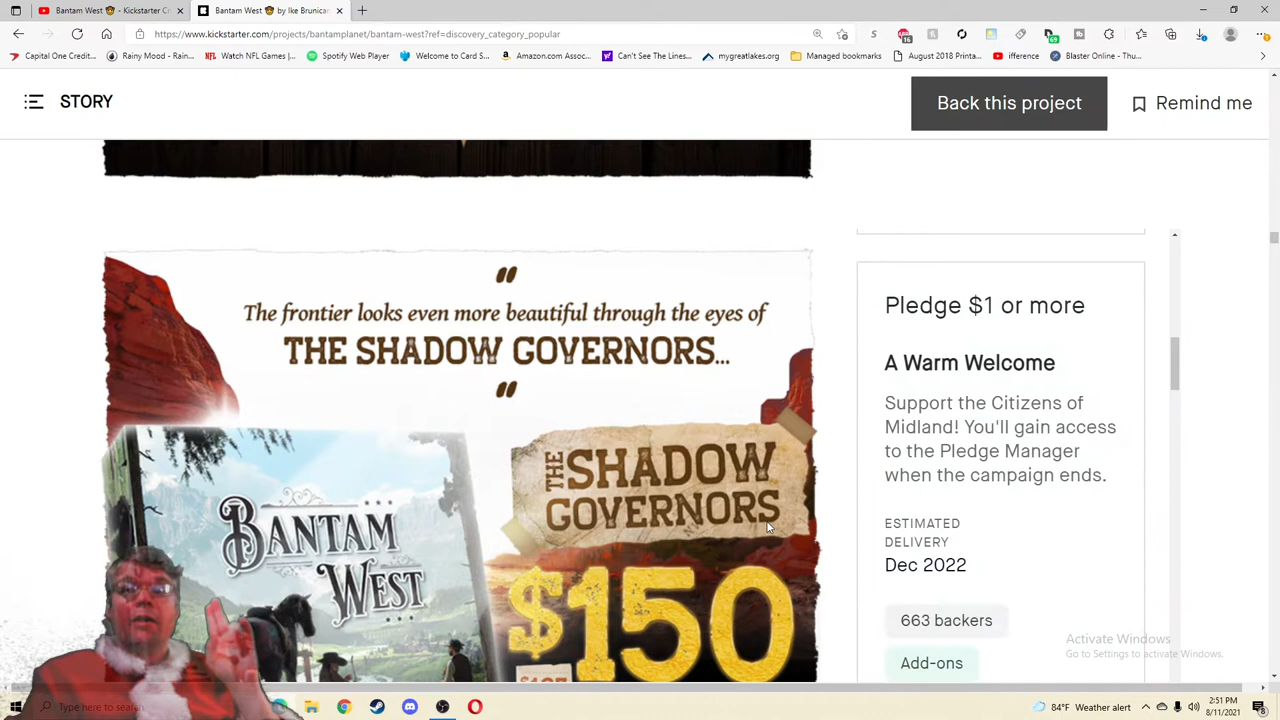 Bantam West 🤠 - Kickstarter C
Bantam West 🤠 by Ike Brunicar
https://www.kickstarter.com/projects/bantamplanet/bantam-west?ref=discovery_category_popular
Capital One Credit...
Rainy Mood - Rain...
NVL Games |...
Spotify Web Player
Welcome to Card S...
Amazon.com: Assoc...
Can't See The Lines...
mygreatlakes.org
Managed bookmarks
August 2018 Printa...
ifference
Blaster Online - Thu...
STORY
Back this project
Remind me
"
The frontier looks even more beautiful through the eyes of
THE SHADOW GOVERNORS...
"
THE SHADOW
GOVERNORS
BANTAM
WEST
$150
Pledge $1 or more
A Warm Welcome
Support the Citizens of
Midland! You'll gain access
to the Pledge Manager
when the campaign ends.
ESTIMATED
DELIVERY
Dec 2022
663 backers
Add-ons
Activate Windows
Go to Settings to activate Windows.
Type here to search
84°F Weather alert
2:51 PM
8/11/2021